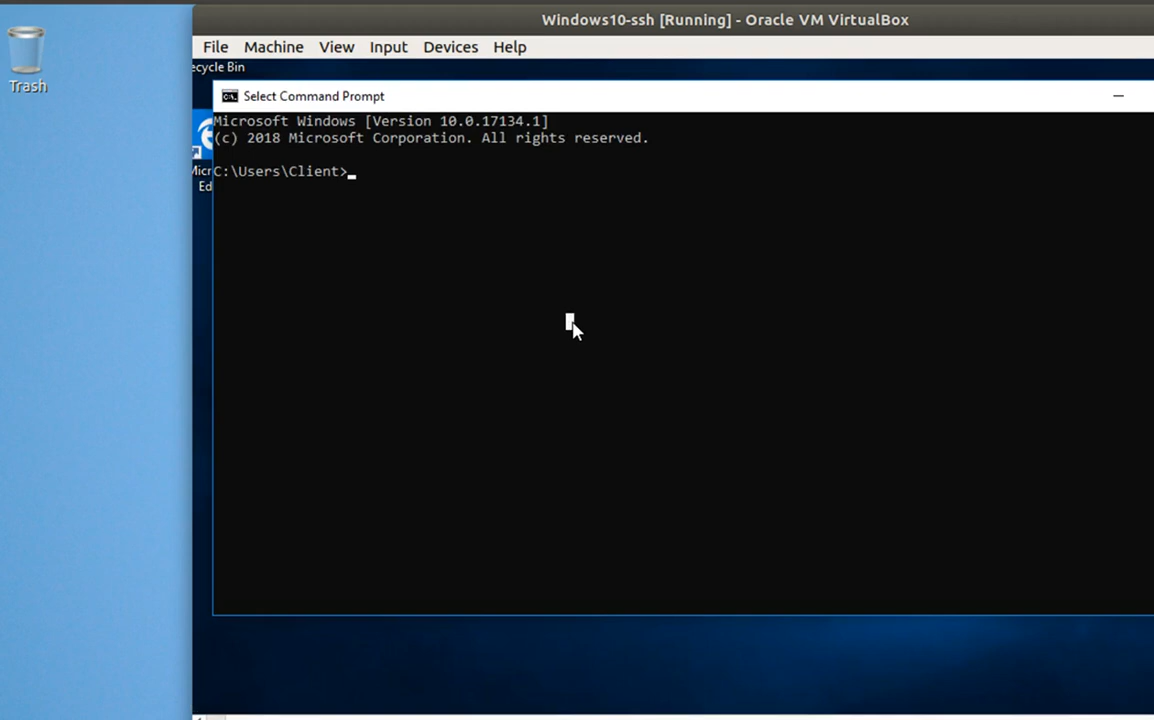 Windows10-ssh [Running] - Oracle VM VirtualBox
File Machine View Input Devices Help
Trash
ecycle Bin
Select Command Prompt
Microsoft Windows [Version 10.0.17134.1]
(c) 2018 Microsoft Corporation. All rights reserved.
Micr
Ed
C:\Users\Client>